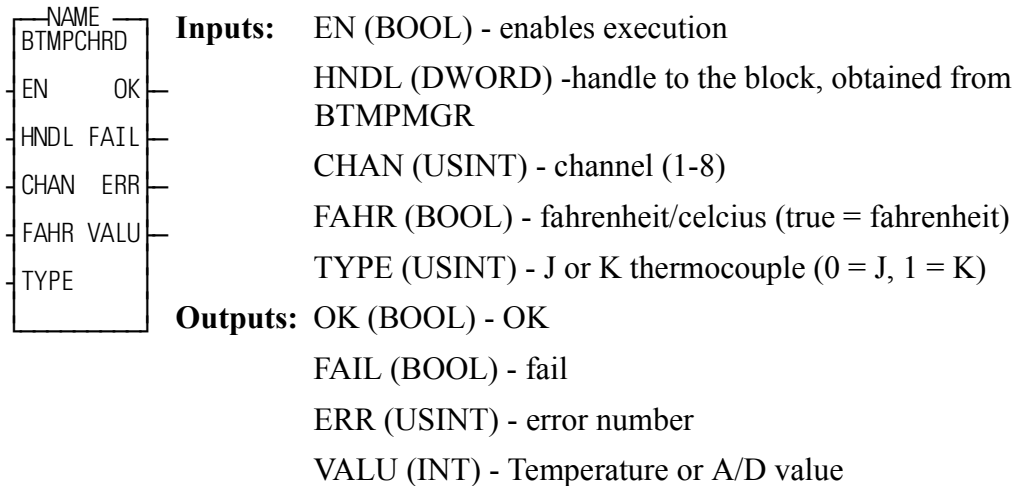 NAME
BTMPCHRD
EN OK
HNDL FAIL
CHAN ERR
FAHR VALU
TYPE
Inputs: EN (BOOL) - enables execution
HNDL (DWORD) -handle to the block, obtained from
BTMPMGR
CHAN (USINT) - channel (1-8)
FAHR (BOOL) - fahrenheit/celcius (true = fahrenheit)
TYPE (USINT) - J or K thermocouple (0 = J, 1 = K)
Outputs: OK (BOOL) - OK
FAIL (BOOL) - fail
ERR (USINT) - error number
VALU (INT) - Temperature or A/D value